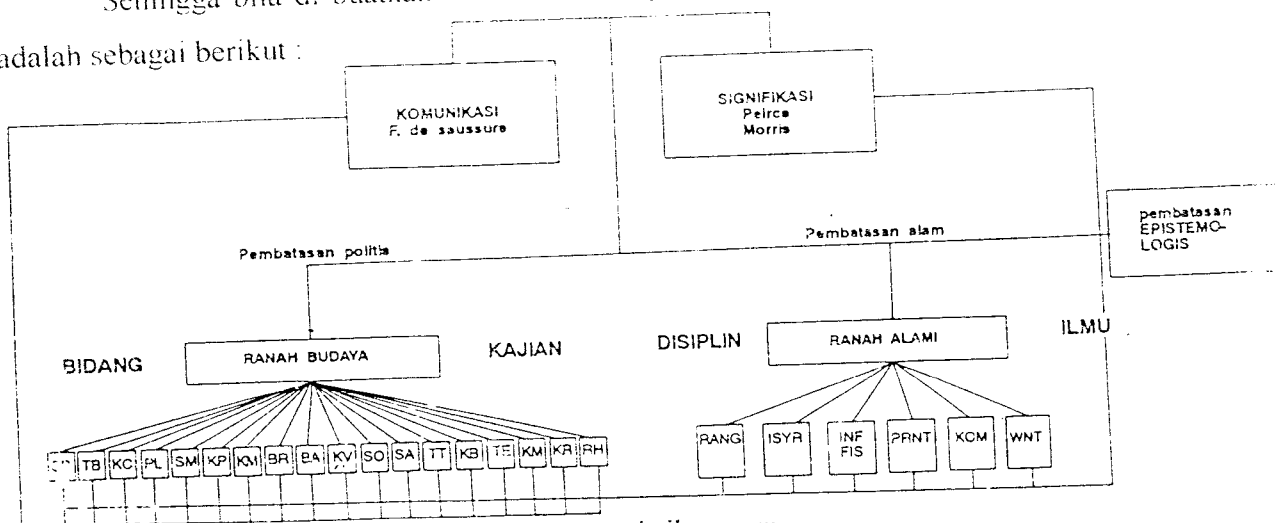 Sehingga
adalah sebagai berikut :
KOMUNIKASI
F. de saussure
SIGNIFIKASI
Peirce
Morris
pembatasan
EPISTEMO-
LOGIS
Pembatasan politis
Pembatasan alam
BIDANG
RANAH BUDAYA
KAJIAN
DISIPLIN
RANAH ALAMI
ILMU
TB KC PL SM KP KM BR BA KV SO SA TT KB TE KM KR RH
RANG ISYR INF PRNT KCM WNT
FIS